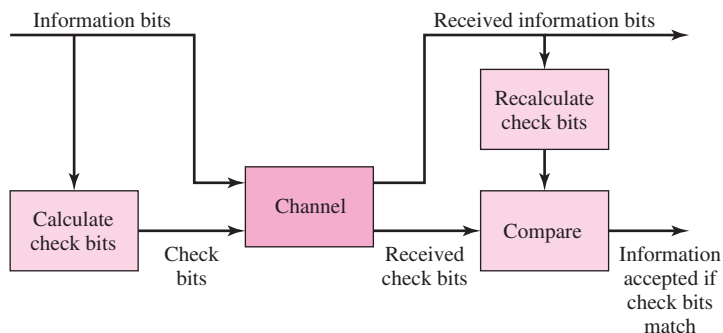 Information bits
Received information bits
Recalculate
check bits
Channel
Calculate
check bits
Check
bits
Received
check bits
Compare
Information
accepted if
check bits
match